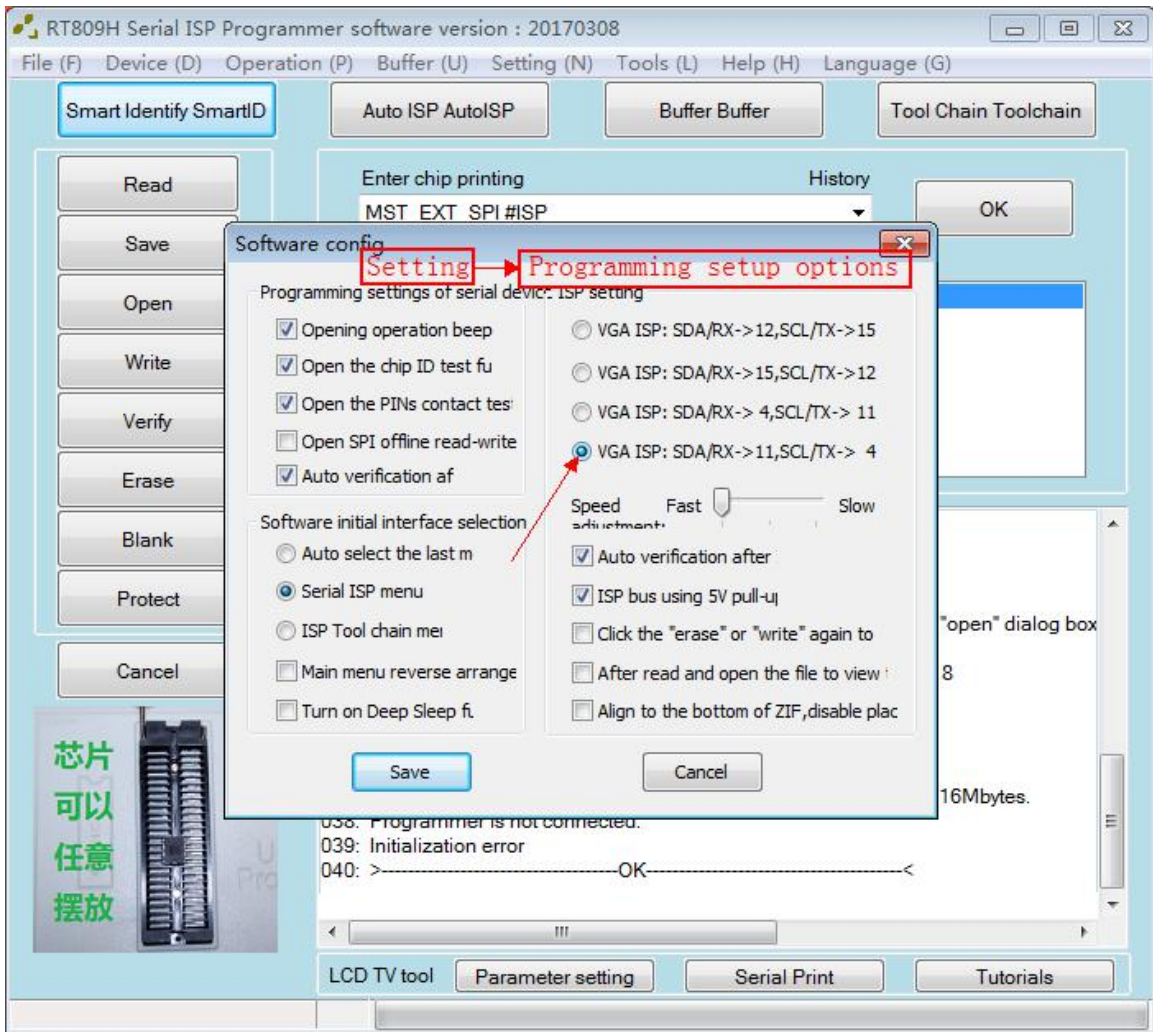 RT809H Serial ISP Programmer software version : 20170308
File (F) Device (D) Operation (P) Buffer (U) Setting (N) Tools (L) Help (H) Language (G)
Smart Identify SmartID
Auto ISP AutoISP
Buffer Buffer
Tool Chain Toolchain
Read
Save
Open
Write
Verify
Erase
Blank
Protect
Cancel
Enter chip printing
History
MST EXT SPI #ISP
OK
Software config
Setting
Programming setup options
Programming settings of serial device
Opening operation beep
Open the chip ID test fu
Open the PINs contact tes
Open SPI offline read-write
Auto verification af
Software initial interface selection
Auto select the last m
Serial ISP menu
ISP Tool chain mer
Main menu reverse arrange
Turn on Deep Sleep fu
ISP setting
VGA ISP: SDA/RX->12,SCL/TX->15
VGA ISP: SDA/RX->15,SCL/TX->12
VGA ISP: SDA/RX-> 4,SCL/TX-> 11
VGA ISP: SDA/RX->11,SCL/TX-> 4
Speed
adjustment:
Fast
Slow
Auto verification after
ISP bus using 5V pull-up
Click the "erase" or "write" again to
After read and open the file to view
Align to the bottom of ZIF,disable plac
Save
Cancel
"open" dialog box
8
16Mbytes.
038: Programmer is not connected.
039: Initialization error
040: >-----------------------------------OK--------------------------------------<
芯片
可以
任意
摆放
LCD TV tool
Parameter setting
Serial Print
Tutorials